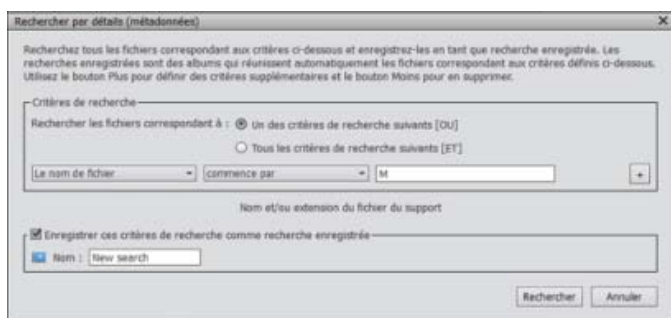 Rechercher par détails (métadonnées)
Recherchez tous les fichiers correspondant aux critères ci-dessous et enregistrez-les en tant que recherche enregistrée. Les
recherches enregistrées sont des albums qui réunissent automatiquement les fichiers correspondant aux critères définis ci-dessous.
Utilisez le bouton Plus pour définir des critères supplémentaires et le bouton Moins pour en supprimer.
Critères de recherche
Rechercher les fichiers correspondant à : Un des critères de recherche suivants [OU]
Tous les critères de recherche suivants [ET]
Le nom de fichier commence par M +
Nom et/ou extension du fichier du support
Enregistrer ces critères de recherche comme recherche enregistrée
Nom : New search
Rechercher Annuler